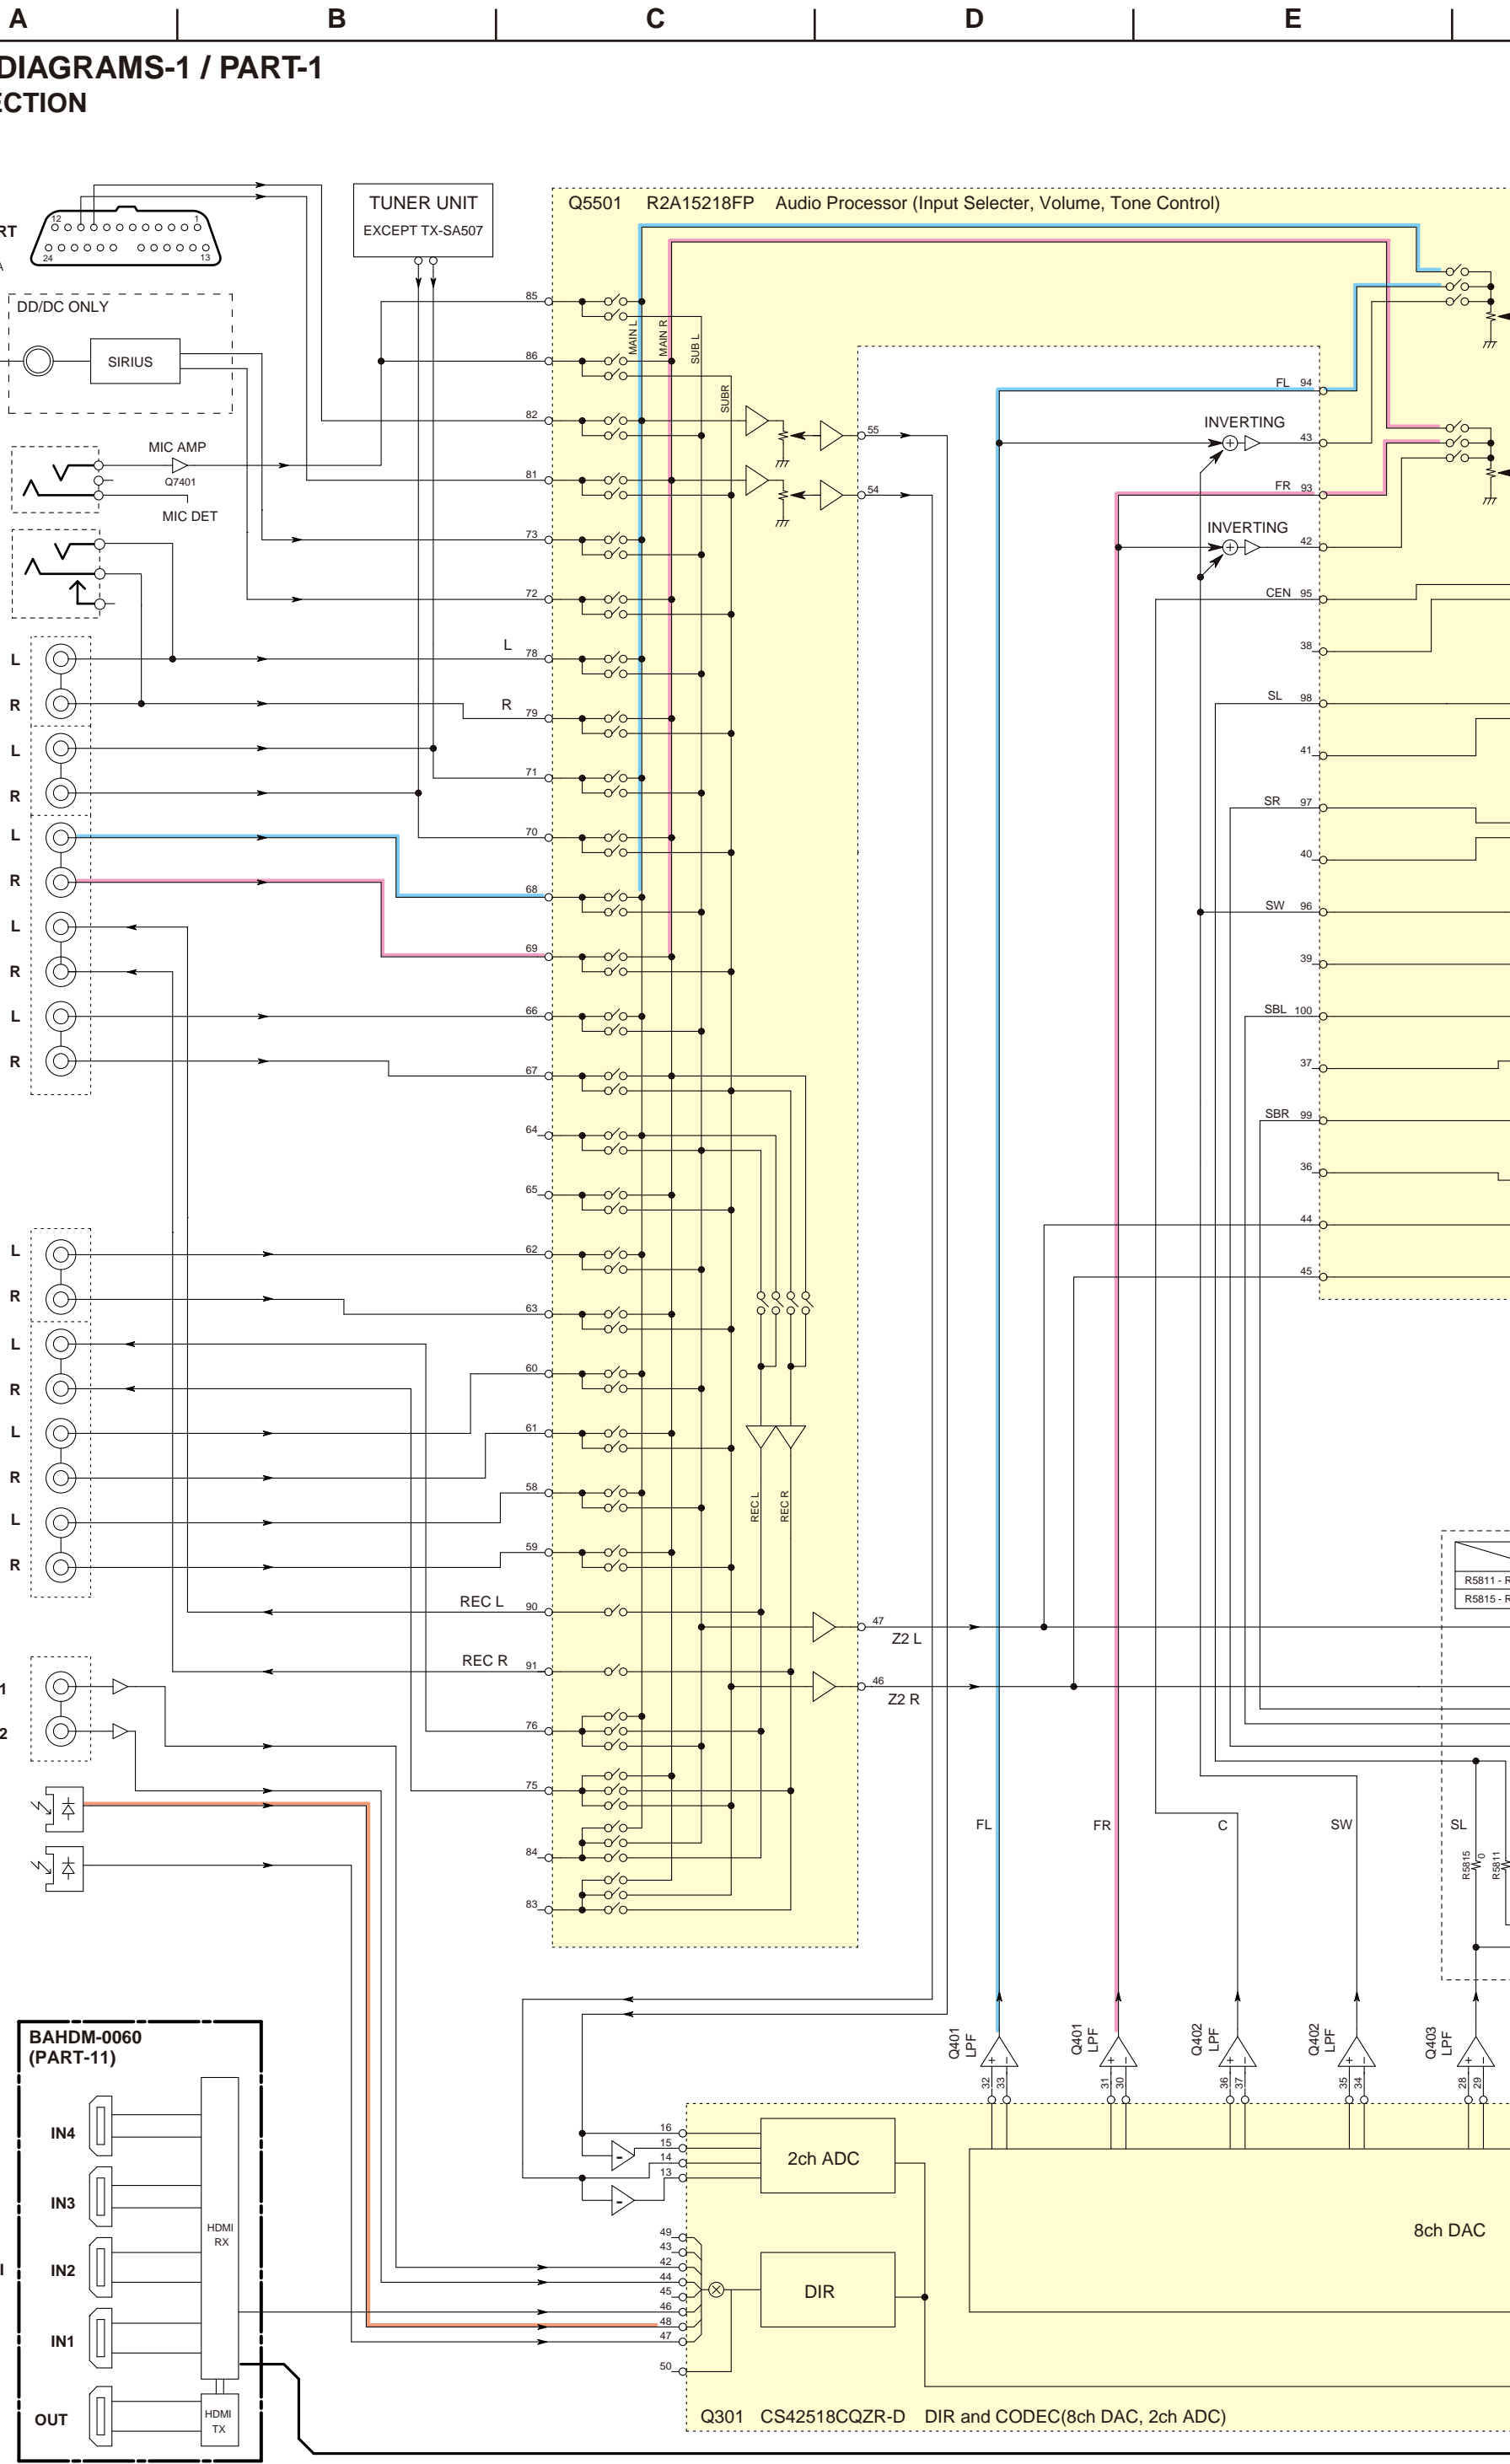 A B C D E
DIAGRAMS-1 / PART-1
ECTION
TUNER UNIT
EXCEPT TX-SA507
Q5501 R2A15218FP Audio Processor (Input Selecter, Volume, Tone Control)
12 1
RT
24 13
A
DD/DC ONLY
SIRIUS
85
MAIN L
MAIN R
SUB L
86
SUBR
FL 94
82
INVERTING
55
43
MIC AMP
Q7401
81
FR 93
54
MIC DET
INVERTING
73
42
72
CEN 95
L
L
78
38
R
R
79
SL 98
L
71
41
R
SR 97
L
70
40
R
68
SW 96
L
69
39
R
L
66
SBL 100
R
67
37
64
SBR 99
65
36
44
L
62
45
R
63
L
60
R
L
61
R
58
REC L
REC R
L
59
R
R5811 - R
R5815 - R
REC L 90
47
Z2 L
REC R 91
46
Z2 R
1
2
76
75
FL
FR
C
SW
SL
84
R5815
0
R5811
83
BAHDM-0060
(PART-11)
Q401
LPF
Q401
LPF
Q402
LPF
Q402
LPF
Q403
LPF
+ − + − + − + − + −
32 33 31 30 36 37 35 34 28 29
IN4
16
15
14
13
2ch ADC
IN3
HDMI
RX
8ch DAC
49
43
42
44
45
46
48
47
50
I
IN2
DIR
IN1
OUT
HDMI
TX
Q301 CS42518CQZR-D DIR and CODEC(8ch DAC, 2ch ADC)